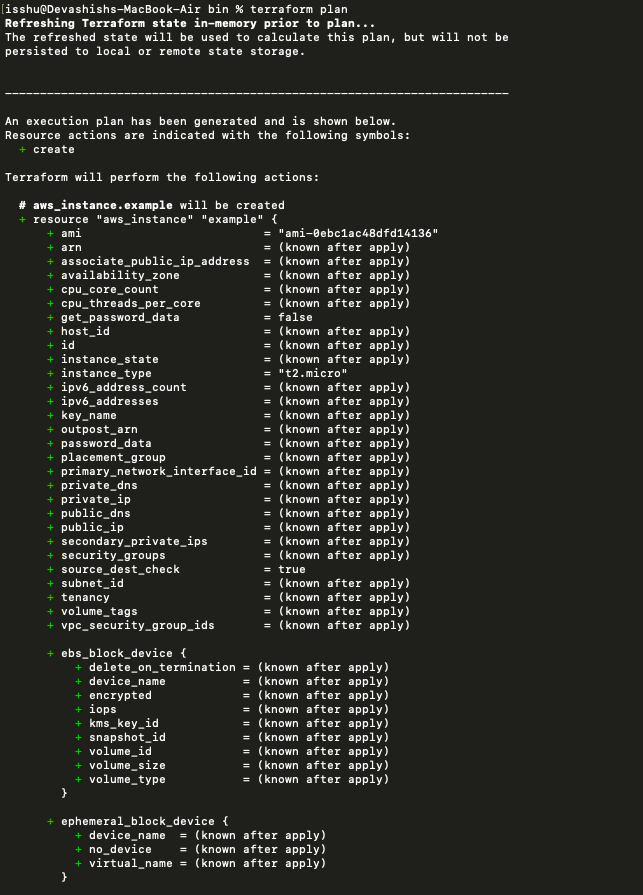 [isshu@Devashishs-MacBook-Air bin % terraform plan
Refreshing Terraform state in-memory prior to plan...
The refreshed state will be used to calculate this plan, but will not be
persisted to local or remote state storage.
------------------------------------------------------------------------
An execution plan has been generated and is shown below.
Resource actions are indicated with the following symbols:
  + create
Terraform will perform the following actions:
  # aws_instance.example will be created
  + resource "aws_instance" "example" {
      + ami                          = "ami-0ebc1ac48dfd14136"
      + arn                          = (known after apply)
      + associate_public_ip_address  = (known after apply)
      + availability_zone            = (known after apply)
      + cpu_core_count               = (known after apply)
      + cpu_threads_per_core         = (known after apply)
      + get_password_data            = false
      + host_id                      = (known after apply)
      + id                           = (known after apply)
      + instance_state               = (known after apply)
      + instance_type                = "t2.micro"
      + ipv6_address_count           = (known after apply)
      + ipv6_addresses               = (known after apply)
      + key_name                     = (known after apply)
      + outpost_arn                  = (known after apply)
      + password_data                = (known after apply)
      + placement_group              = (known after apply)
      + primary_network_interface_id = (known after apply)
      + private_dns                  = (known after apply)
      + private_ip                   = (known after apply)
      + public_dns                   = (known after apply)
      + public_ip                    = (known after apply)
      + secondary_private_ips        = (known after apply)
      + security_groups              = (known after apply)
      + source_dest_check            = true
      + subnet_id                    = (known after apply)
      + tenancy                      = (known after apply)
      + volume_tags                  = (known after apply)
      + vpc_security_group_ids       = (known after apply)
      + ebs_block_device {
          + delete_on_termination = (known after apply)
          + device_name           = (known after apply)
          + encrypted             = (known after apply)
          + iops                  = (known after apply)
          + kms_key_id            = (known after apply)
          + snapshot_id           = (known after apply)
          + volume_id             = (known after apply)
          + volume_size           = (known after apply)
          + volume_type           = (known after apply)
        }
      + ephemeral_block_device {
          + device_name  = (known after apply)
          + no_device    = (known after apply)
          + virtual_name = (known after apply)
        }